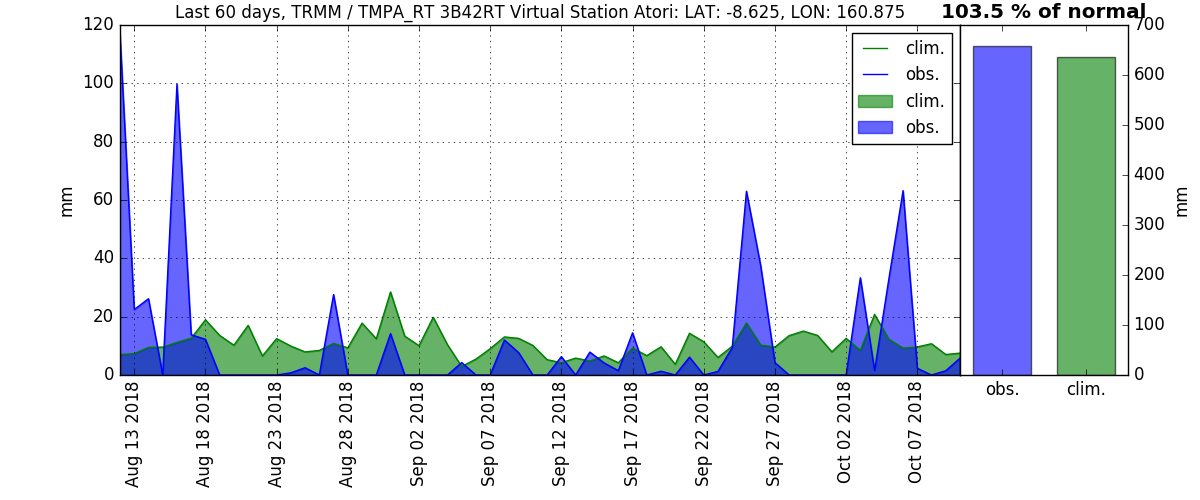 Last 60 days, TRMM / TMPA_RT 3B42RT Virtual Station Atori: LAT: -8.625, LON: 160.875
103.5 % of normal
120
100
80
60
40
20
0
mm
clim.
obs.
clim.
obs.
Aug 13 2018
Aug 18 2018
Aug 23 2018
Aug 28 2018
Sep 02 2018
Sep 07 2018
Sep 12 2018
Sep 17 2018
Sep 22 2018
Sep 27 2018
Oct 02 2018
Oct 07 2018
700
600
500
400
300
200
100
0
mm
obs.
clim.